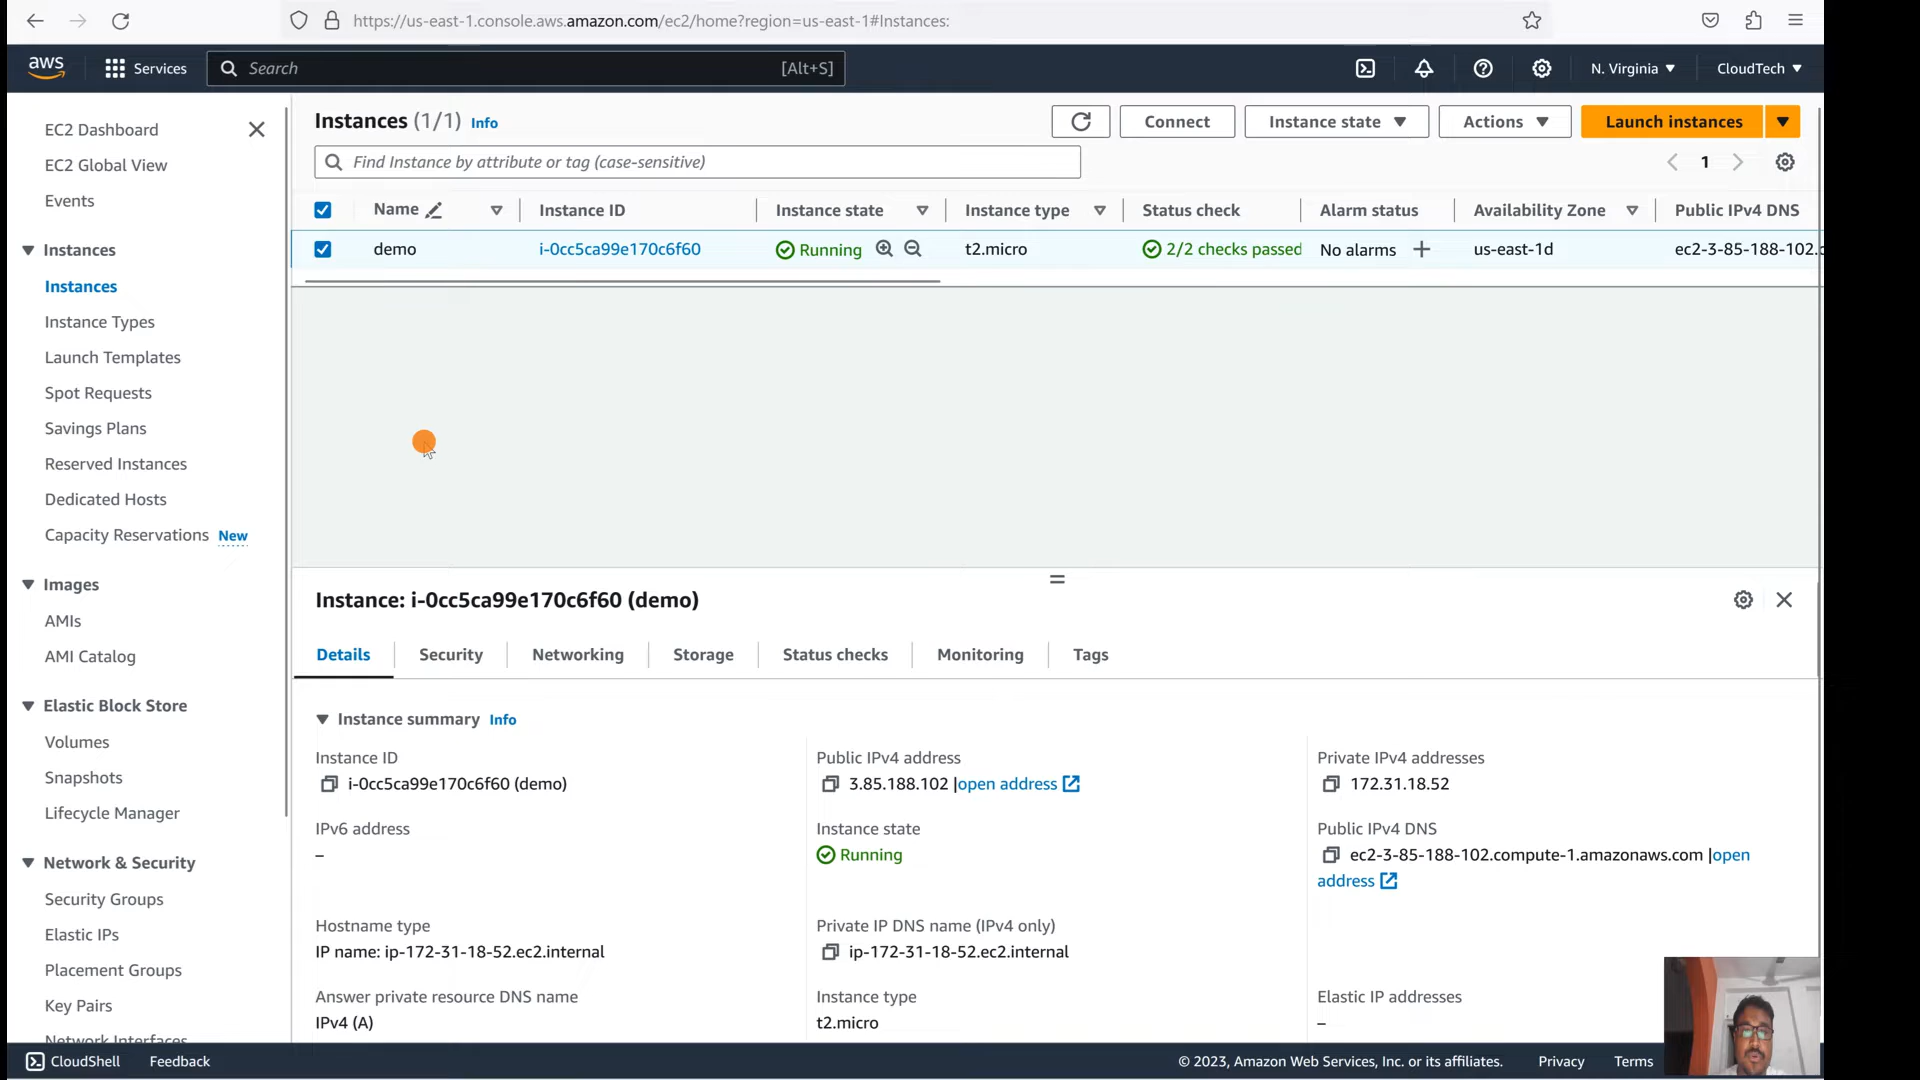 https://us-east-1.console.aws.amazon.com/ec2/home?region=us-east-1#Instances:
aws Services Search [Alt+S] N. Virginia CloudTech
EC2 Dashboard
EC2 Global View
Events
Instances
Instances
Instance Types
Launch Templates
Spot Requests
Savings Plans
Reserved Instances
Dedicated Hosts
Capacity Reservations New
Images
AMIs
AMI Catalog
Elastic Block Store
Volumes
Snapshots
Lifecycle Manager
Network & Security
Security Groups
Elastic IPs
Placement Groups
Key Pairs
Network Interfaces
Instances (1/1) Info Connect Instance state Actions Launch instances
Find Instance by attribute or tag (case-sensitive) 1
Name Instance ID Instance state Instance type Status check Alarm status Availability Zone Public IPv4 DNS
demo i-0cc5ca99e170c6f60 Running t2.micro 2/2 checks passed No alarms + us-east-1d ec2-3-85-188-102.c
Instance: i-0cc5ca99e170c6f60 (demo)
Details Security Networking Storage Status checks Monitoring Tags
Instance summary Info
Instance ID
i-0cc5ca99e170c6f60 (demo)
Public IPv4 address
3.85.188.102 |open address
Private IPv4 addresses
172.31.18.52
IPv6 address
–
Instance state
Running
Public IPv4 DNS
ec2-3-85-188-102.compute-1.amazonaws.com |open
address
Hostname type
IP name: ip-172-31-18-52.ec2.internal
Private IP DNS name (IPv4 only)
ip-172-31-18-52.ec2.internal
Answer private resource DNS name
IPv4 (A)
Instance type
t2.micro
Elastic IP addresses
–
CloudShell Feedback © 2023, Amazon Web Services, Inc. or its affiliates. Privacy Terms